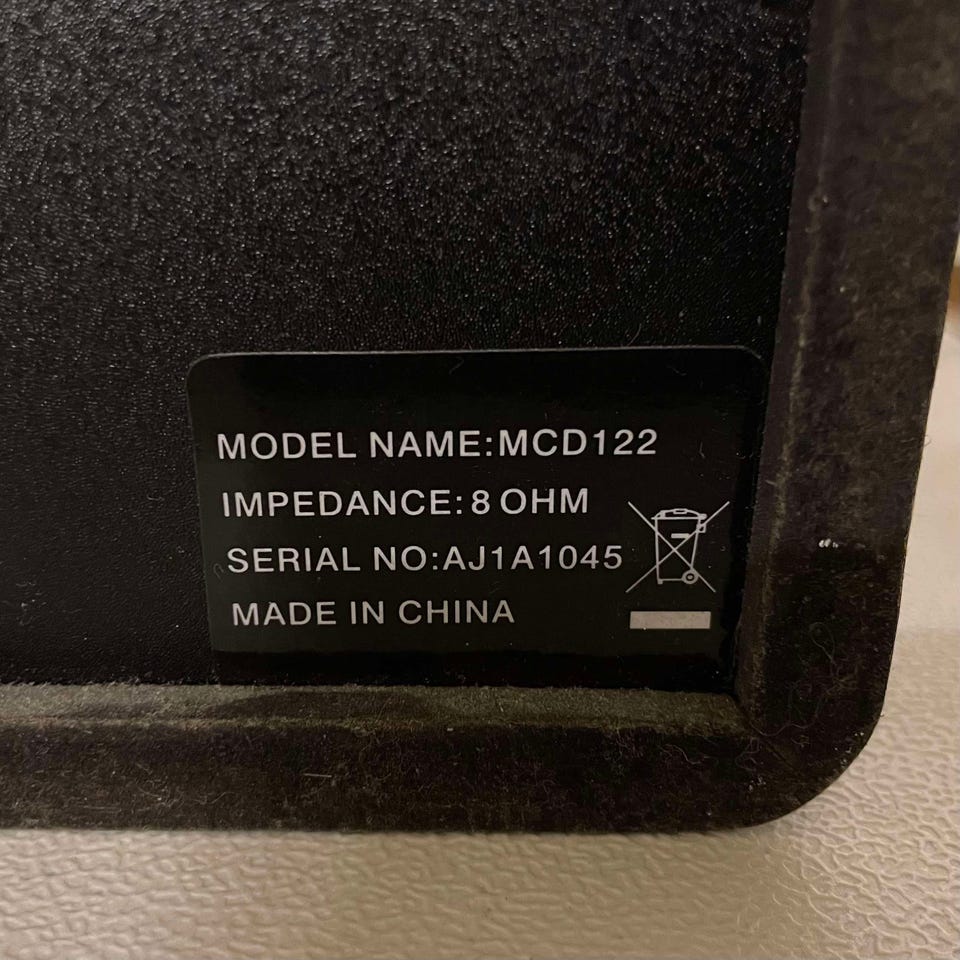 MODEL NAME:MCD122
IMPEDANCE:8 OHM
SERIAL NO:AJ1A1045
MADE IN CHINA